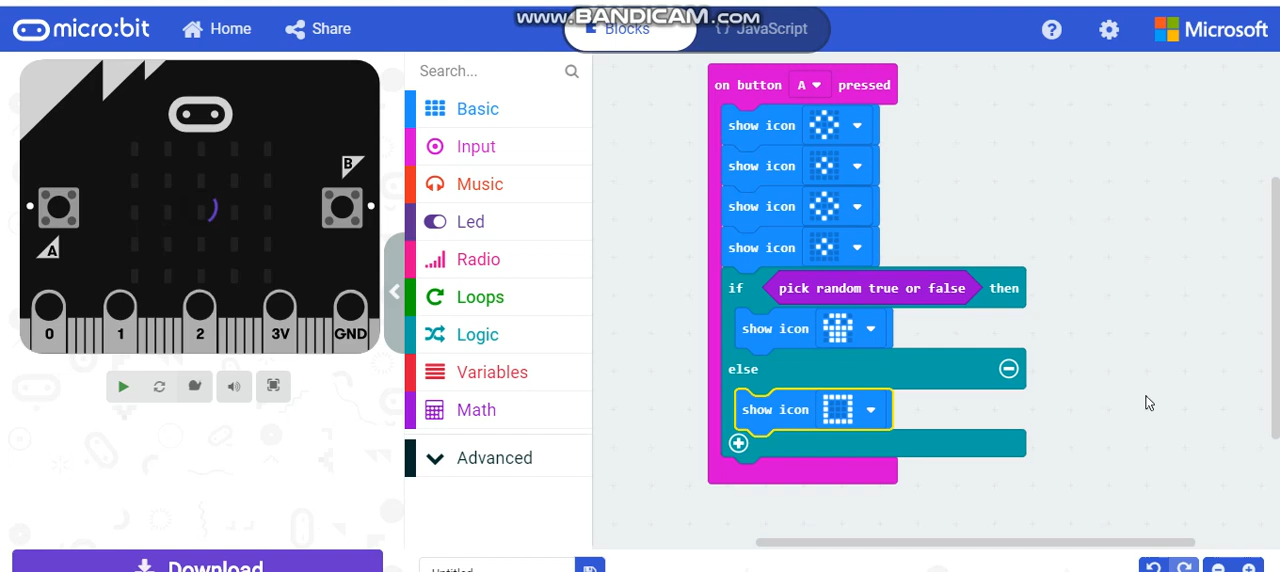 www.BANDICAM.com
micro:bit
Home
Share
Blocks
JavaScript
Microsoft
B
A
0
1
2
3V
GND
Download
Search...
Basic
Input
Music
Led
Radio
Loops
Logic
Variables
Math
Advanced
on button A pressed
show icon
show icon
show icon
show icon
if pick random true or false then
show icon
else
show icon
Untitled